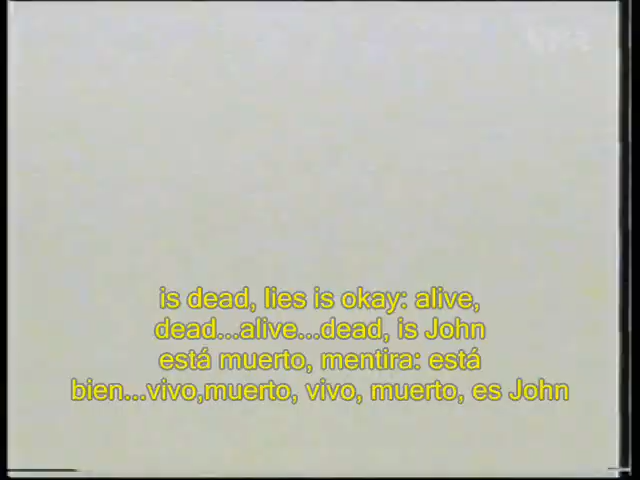 is dead, lies is okay: alive,
dead...alive...dead, is John
está muerto, mentira: está
bien...vivo,muerto, vivo, muerto, es John